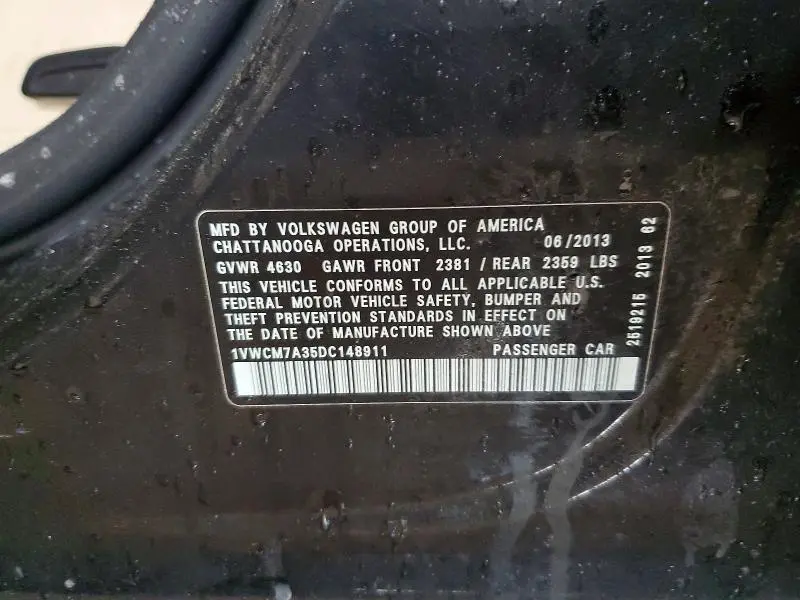 MFD BY VOLKSWAGEN GROUP OF AMERICA
CHATTANOOGA OPERATIONS, LLC. 06/2013
GVWR 4630 GAWR FRONT 2381 / REAR 2359 LBS
THIS VEHICLE CONFORMS TO ALL APPLICABLE U.S.
FEDERAL MOTOR VEHICLE SAFETY, BUMPER AND
THEFT PREVENTION STANDARDS IN EFFECT ON
THE DATE OF MANUFACTURE SHOWN ABOVE
1VWCM7A35DC148911 PASSENGER CAR
2519216 2013 62